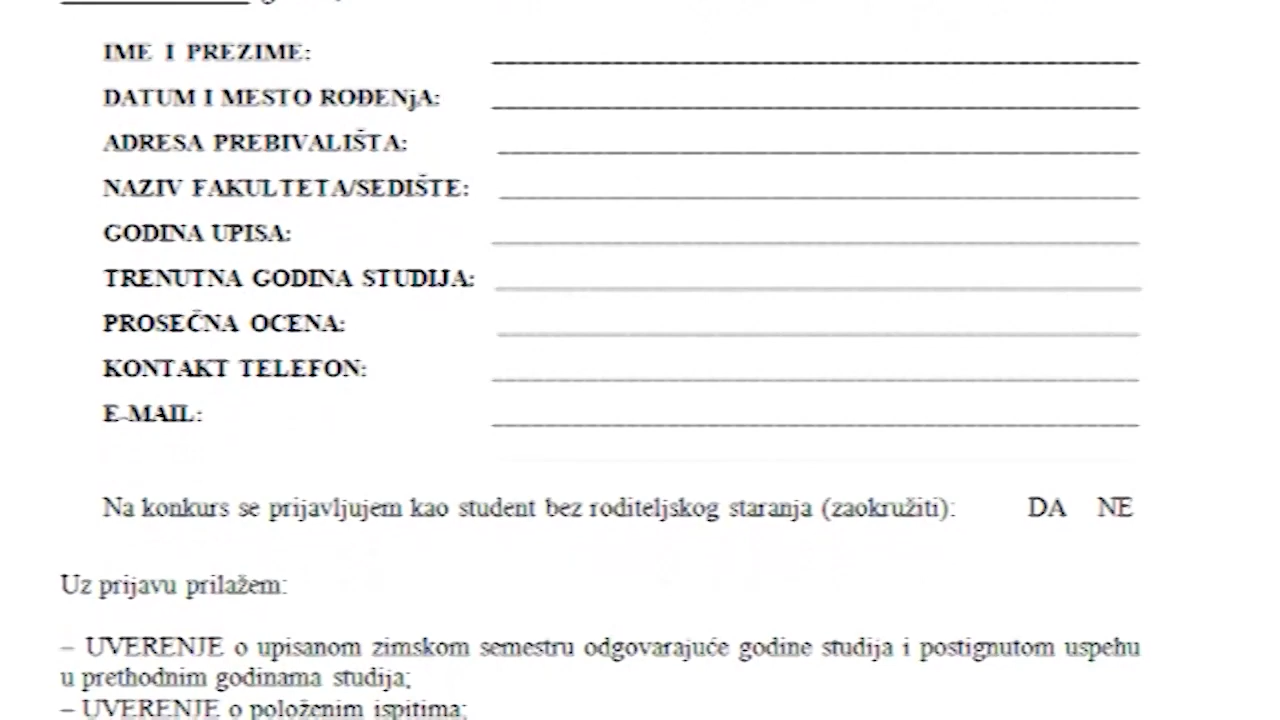 IME I PREZIME:
DATUM I MESTO ROĐENjA:
ADRESA PREBIVALIŠTA:
NAZIV FAKULTETA/SEDIŠTE:
GODINA UPISA:
TRENUTNA GODINA STUDIJA:
PROSEČNA OCENA:
KONTAKT TELEFON:
E-MAIL:
Na konkurs se prijavljujem kao student bez roditeljskog staranja (zaokružiti): DA NE
Uz prijavu prilažem:
– UVERENJE o upisanom zimskom semestru odgovarajuće godine studija i postignutom uspehu
u prethodnim godinama studija;
– UVERENJE o položenim ispitima;